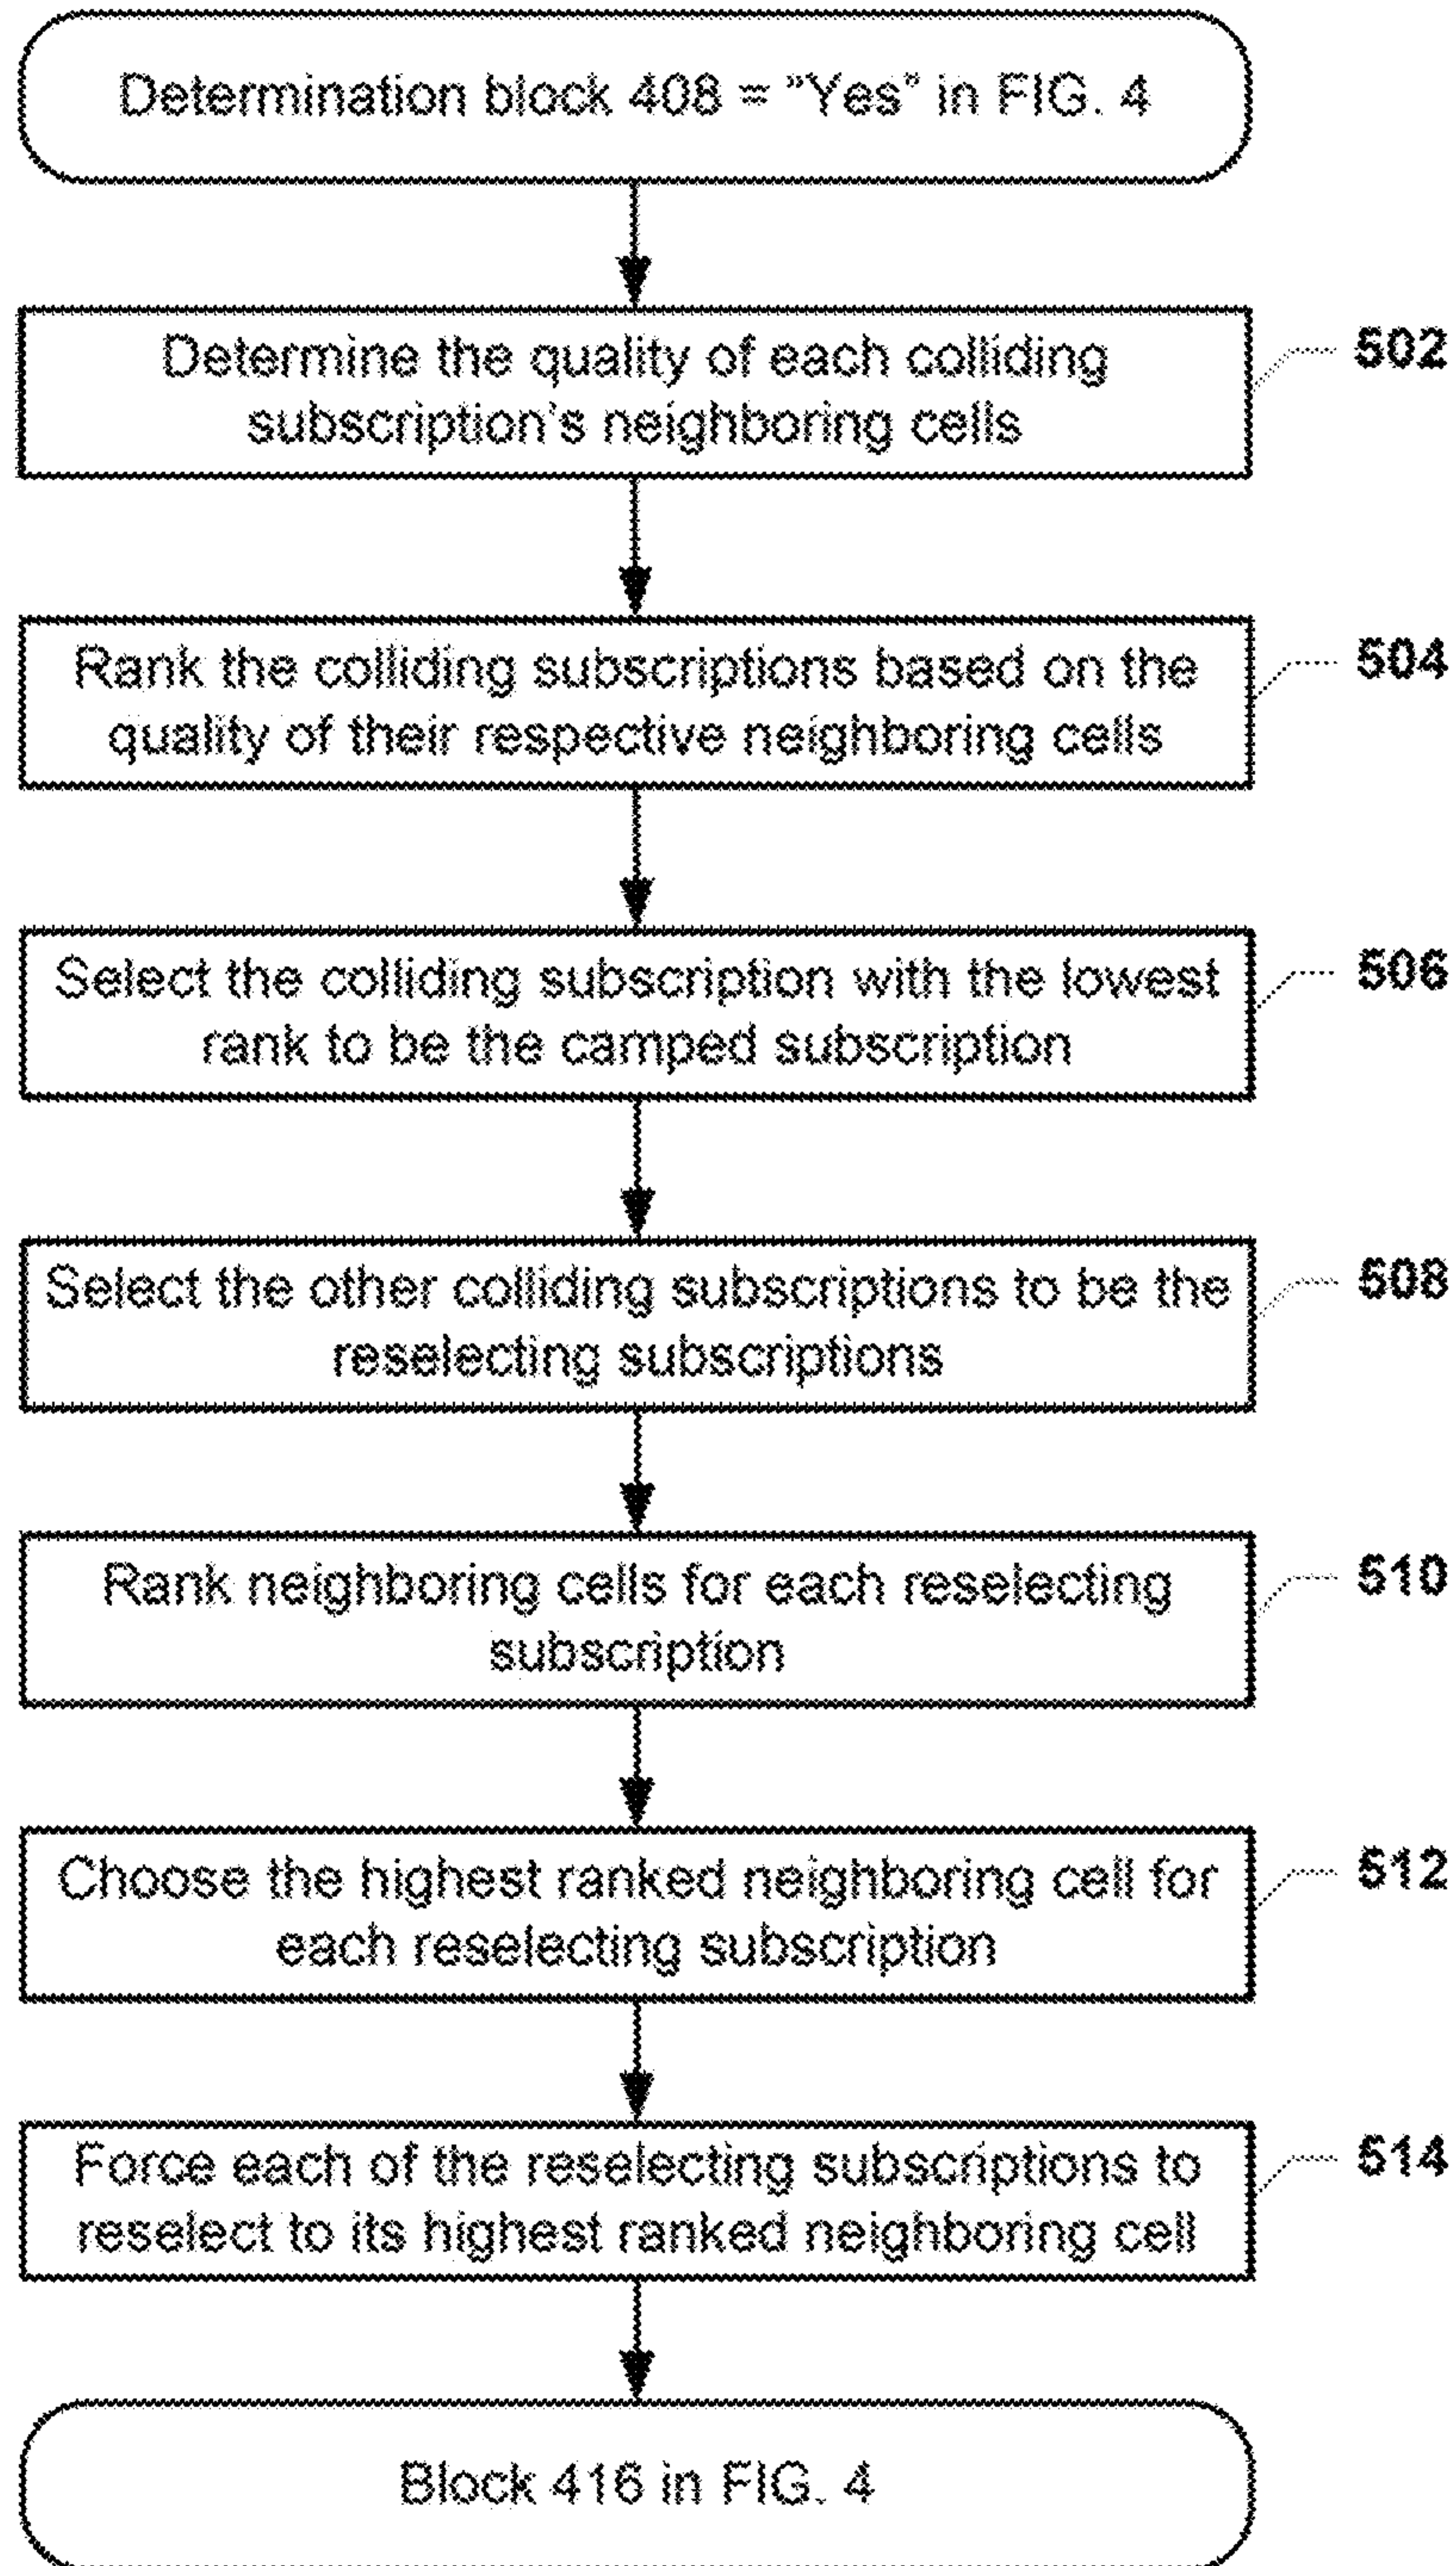 Determination block 408 = "Yes" in FIG. 4
Determine the quality of each colliding
subscription's neighboring cells
502
Rank the colliding subscriptions based on the
quality of their respective neighboring cells
504
Select the colliding subscription with the lowest
rank to be the camped subscription
506
Select the other colliding subscriptions to be the
reselecting subscriptions
508
Rank neighboring cells for each reselecting
subscription
510
Choose the highest ranked neighboring cell for
each reselecting subscription
512
Force each of the reselecting subscriptions to
reselect to its highest ranked neighboring cell
514
Block 416 in FIG. 4